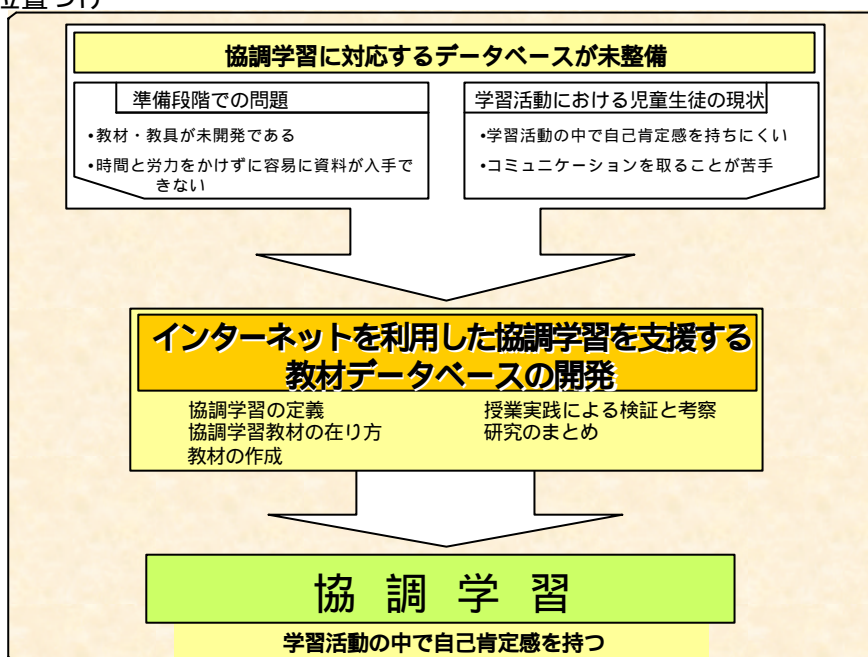 位置づけ
協調学習に対応するデータベースが未整備
準備段階での問題
・教材・教具が未開発である
・時間と労力をかけずに容易に資料が入手で
きない
学習活動における児童生徒の現状
・学習活動の中で自己肯定感を持ちにくい
・コミュニケーションを取ることが苦手
インターネットを利用した協調学習を支援する
教材データベースの開発
協調学習の定義
協調学習教材の在り方
教材の作成
授業実践による検証と考察
研究のまとめ
協 調 学 習
学習活動の中で自己肯定感を持つ